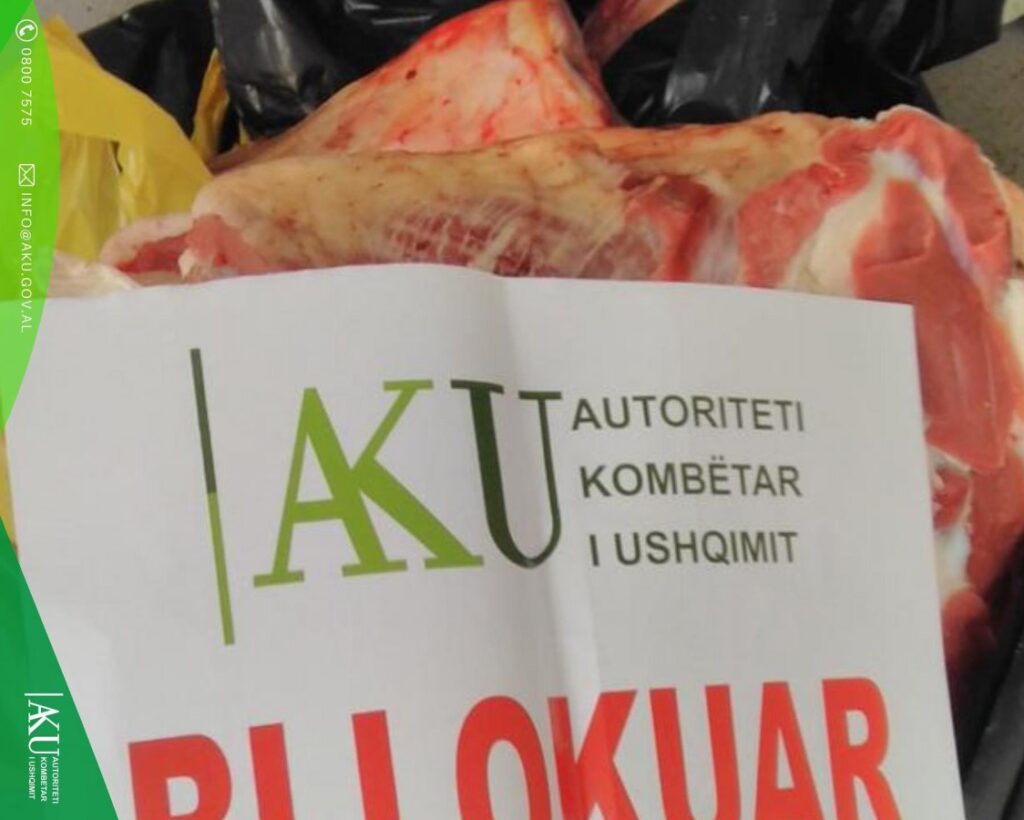 0800 7575
INFO@AKU.GOV.AL
AKU
AUTORITETI
KOMBËTAR
I USHQIMIT
BLLOKUAR
AKU
AUTORITETI
KOMBËTAR
I USHQIMIT